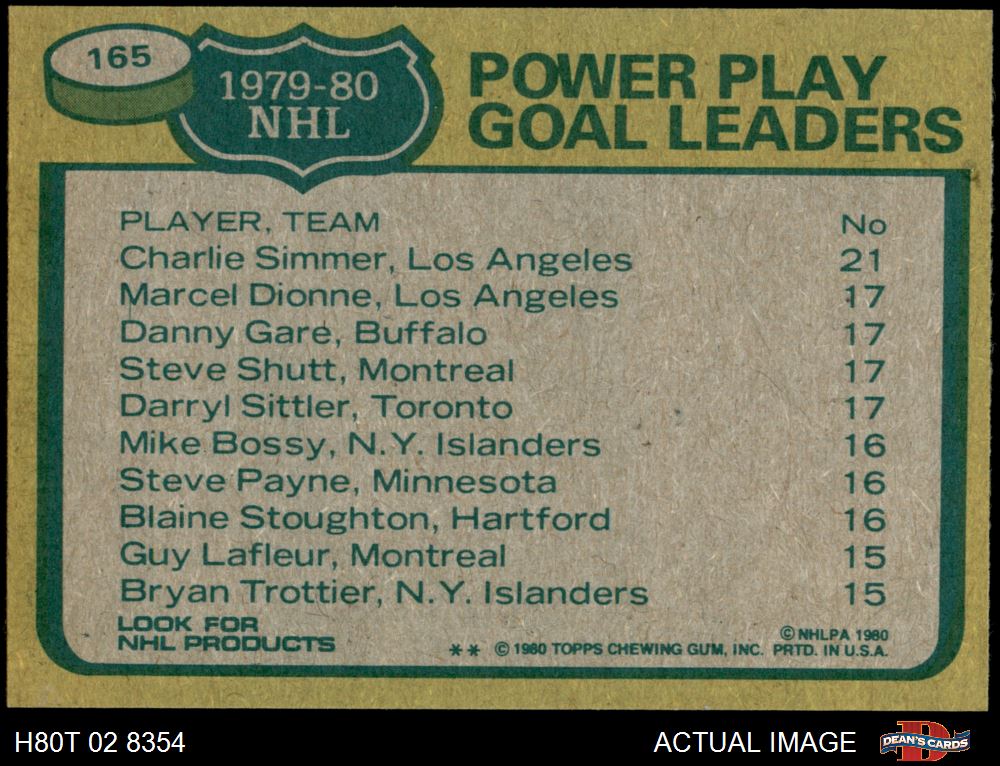 165
1979-80
NHL
POWER PLAY
GOAL LEADERS
PLAYER, TEAM No
Charlie Simmer, Los Angeles 21
Marcel Dionne, Los Angeles 17
Danny Gare, Buffalo 17
Steve Shutt, Montreal 17
Darryl Sittler, Toronto 17
Mike Bossy, N.Y. Islanders 16
Steve Payne, Minnesota 16
Blaine Stoughton, Hartford 16
Guy Lafleur, Montreal 15
Bryan Trottier, N.Y. Islanders 15
LOOK FOR
NHL PRODUCTS
© NHLPA 1980
** © 1980 TOPPS CHEWING GUM, INC. PRTD. IN U.S.A.
H80T 02 8354
ACTUAL IMAGE
D
DEAN'S CARDS